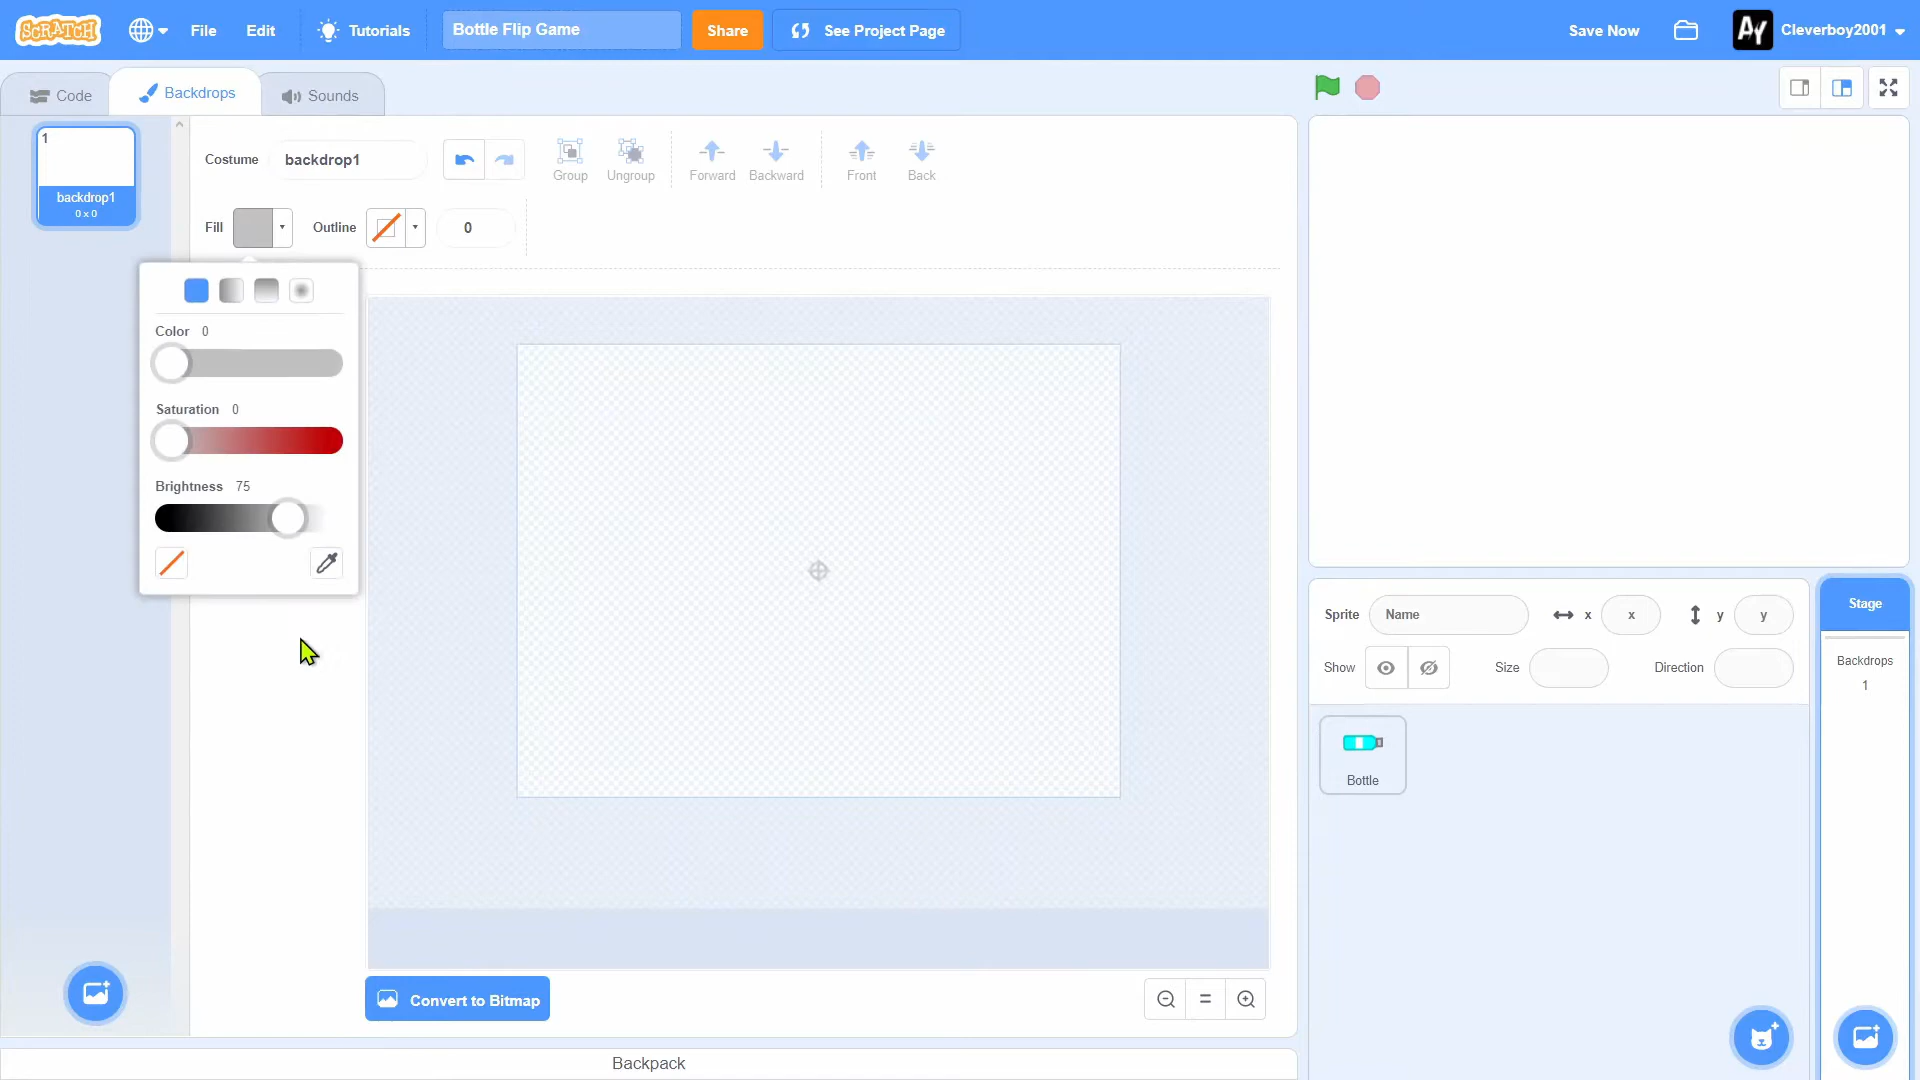 SCRATCH
File
Edit
Tutorials
Bottle Flip Game
Share
See Project Page
Save Now
Ay
Cleverboy2001
Code
Backdrops
Sounds
1
backdrop1
0 x 0
Costume
backdrop1
Group
Ungroup
Forward
Backward
Front
Back
Fill
Outline
0
Color 0
Saturation 0
Brightness 75
Convert to Bitmap
Backpack
Sprite
Name
x
x
y
y
Show
Size
Direction
Bottle
Stage
Backdrops
1